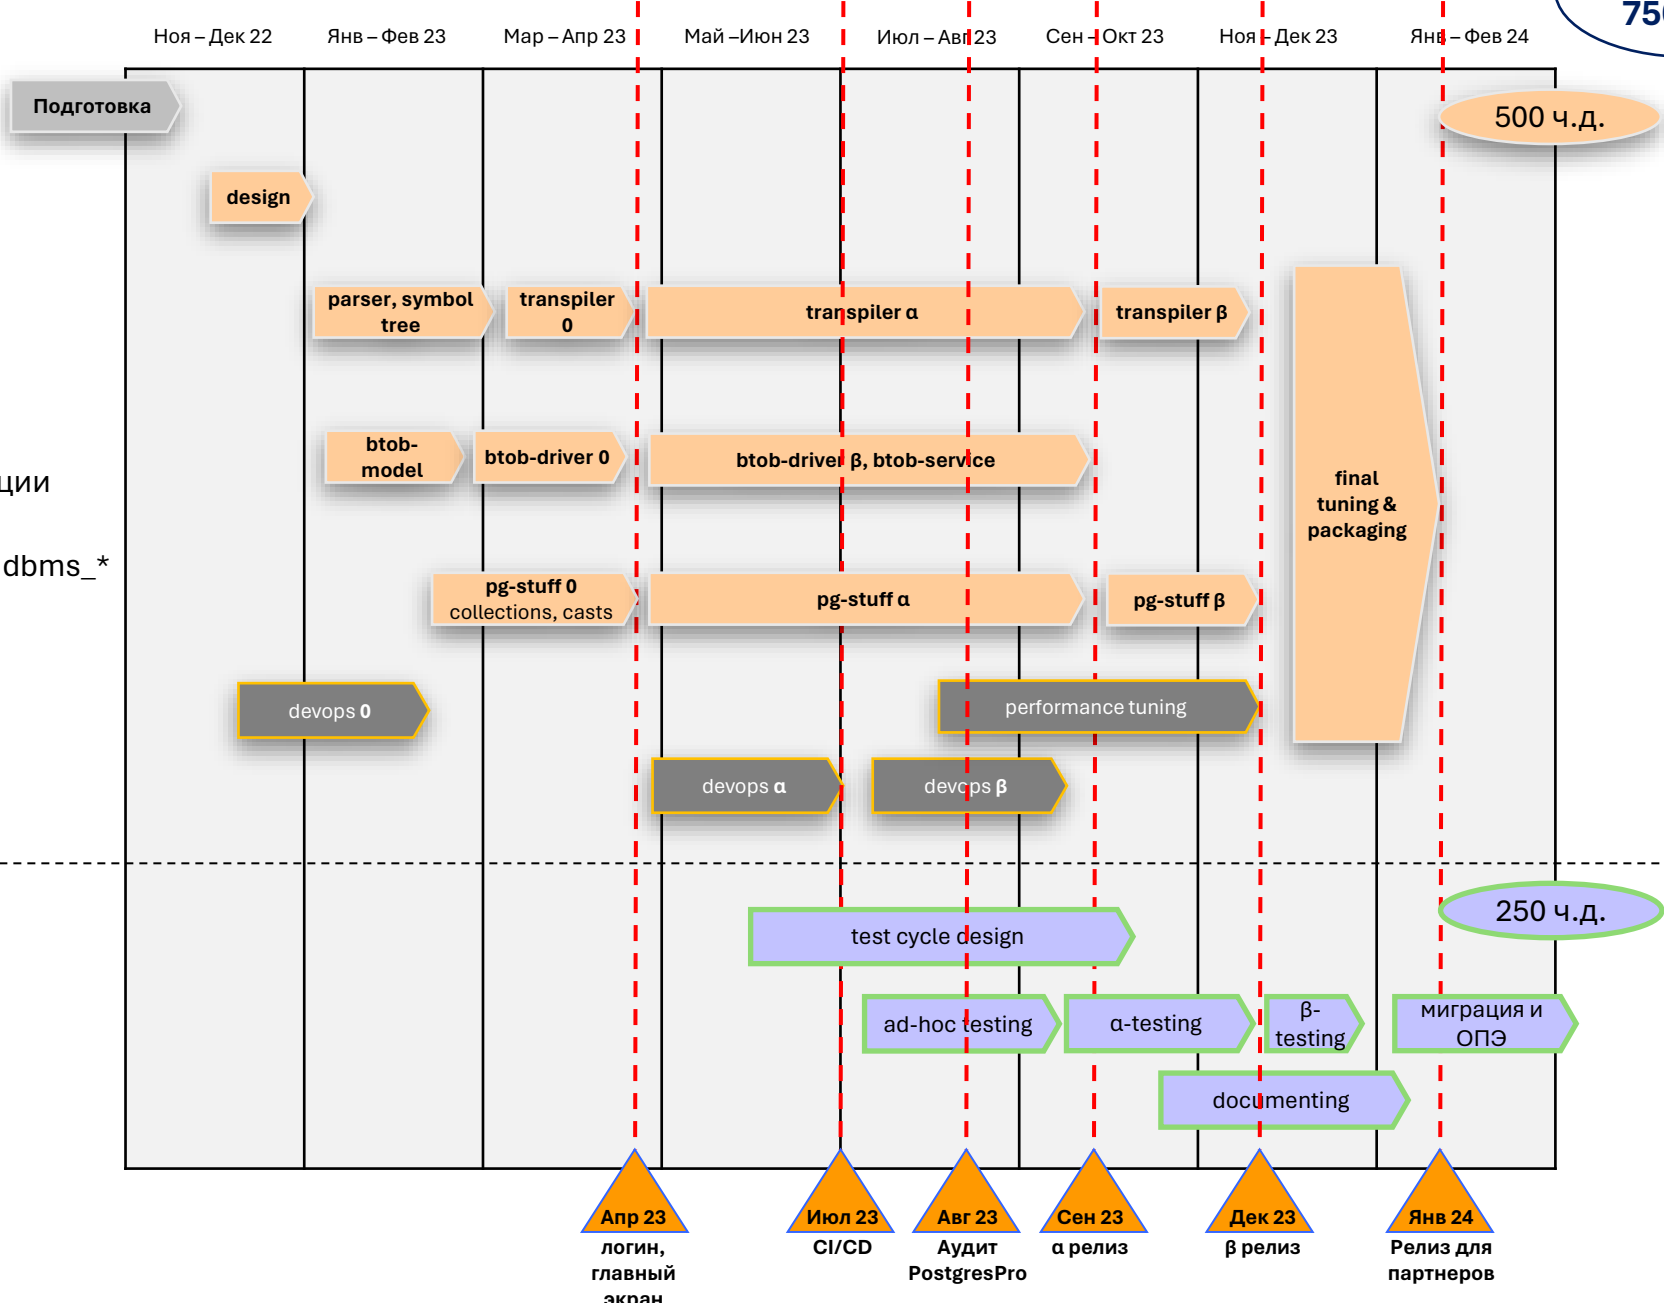 750
Ноя – Дек 22
Янв – Фев 23
Мар – Апр 23
Май –Июн 23
Июл – Авг 23
Сен – Окт 23
Ноя – Дек 23
Янв – Фев 24
Подготовка
500 ч.д.
design
parser, symbol
tree
transpiler
0
transpiler α
transpiler β
btob-
model
btob-driver 0
btob-driver β, btob-service
final
tuning &
packaging
ции
dbms_*
pg-stuff 0
collections, casts
pg-stuff α
pg-stuff β
devops 0
performance tuning
devops α
devops β
250 ч.д.
test cycle design
ad-hoc testing
α-testing
β-
testing
миграция и
ОПЭ
documenting
Апр 23
Июл 23
Авг 23
Сен 23
Дек 23
Янв 24
логин,
главный
экран
CI/CD
Аудит
PostgresPro
α релиз
β релиз
Релиз для
партнеров